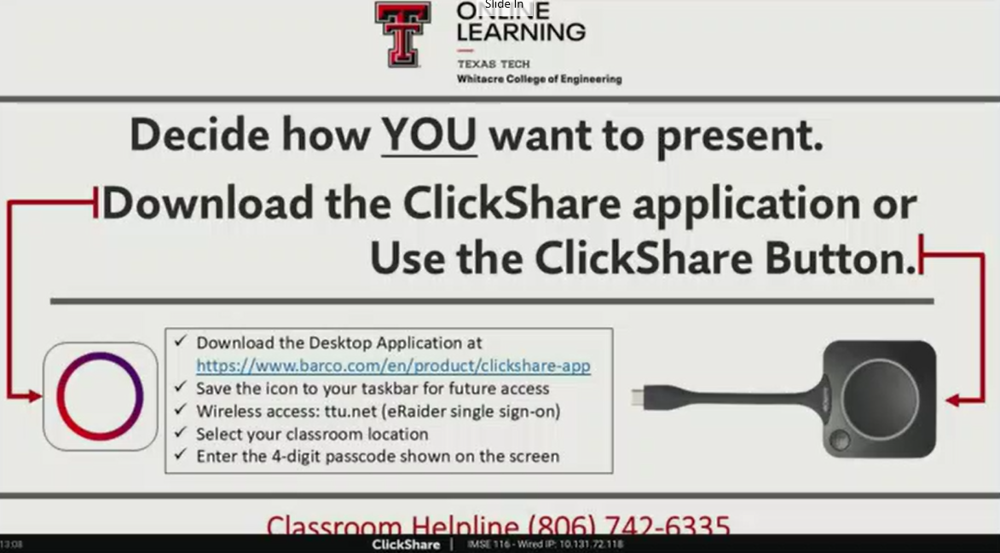 Slide In
ONLINE
LEARNING
TEXAS TECH
Whitacre College of Engineering
Decide how YOU want to present.
Download the ClickShare application or
Use the ClickShare Button.
✓ Download the Desktop Application at
https://www.barco.com/en/product/clickshare-app
✓ Save the icon to your taskbar for future access
✓ Wireless access: ttu.net (eRaider single sign-on)
✓ Select your classroom location
✓ Enter the 4-digit passcode shown on the screen
Classroom Helpline (806) 742-6335
13:08 ClickShare | IMSE 116 - Wired IP: 10.131.72.118